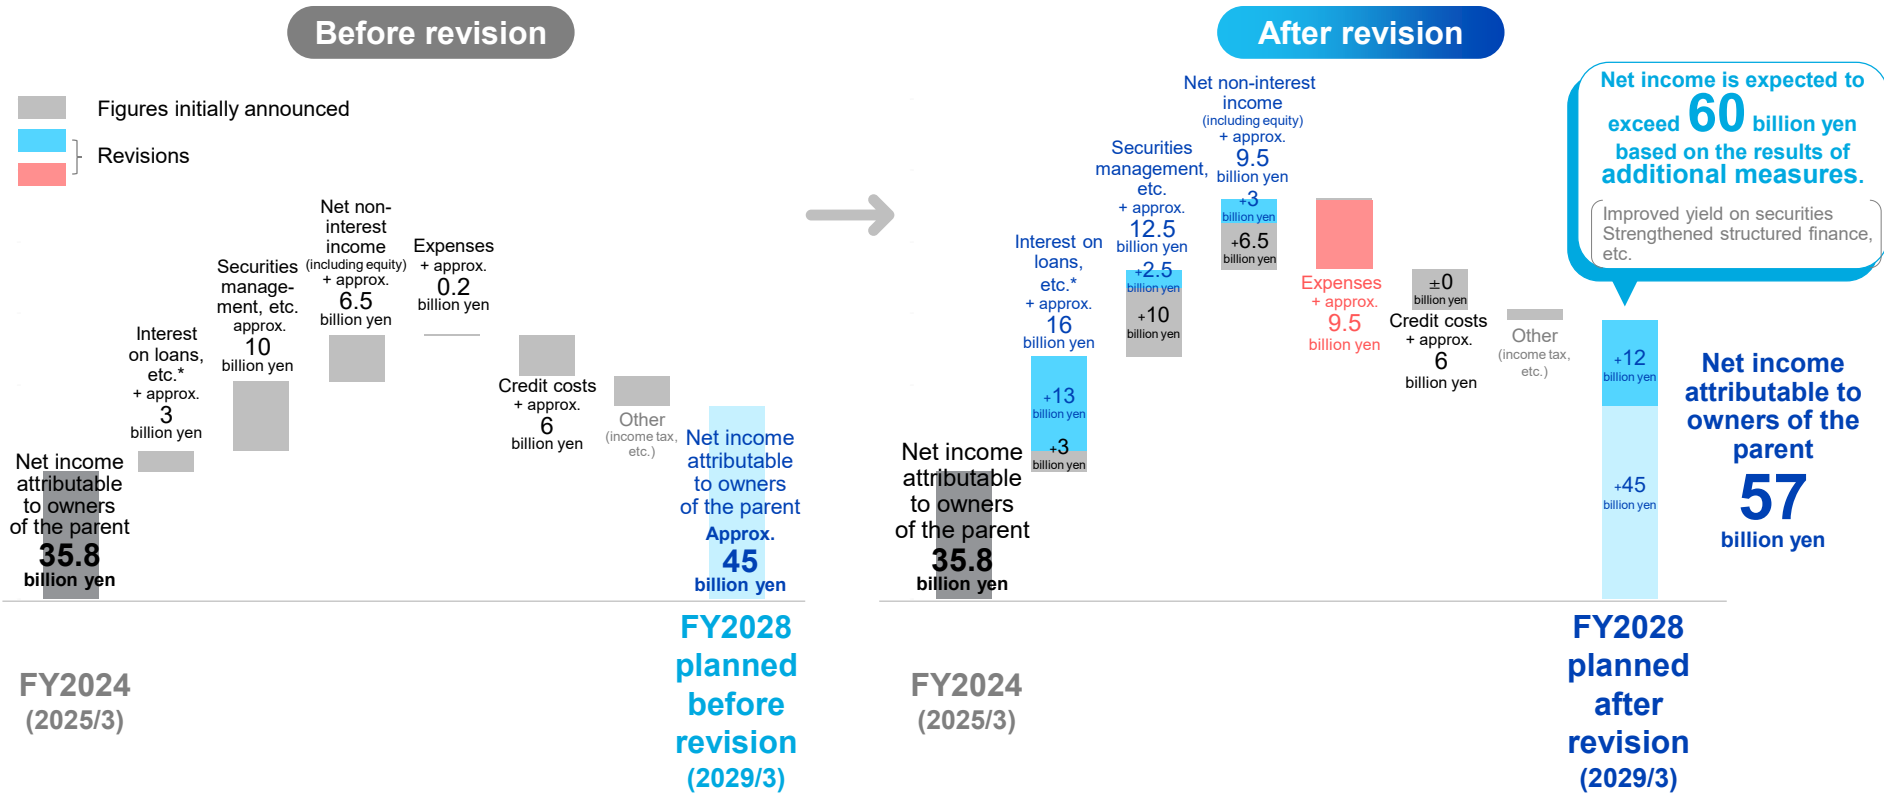 Before revision
Figures initially announced
Revisions
Net income
attributable
to owners
of the parent
35.8
billion yen
Interest
on loans,
etc.*
+ approx.
3
billion yen
Securities
manage-
ment, etc.
approx.
10
billion yen
Net non-
interest
income
(including equity)
+ approx.
6.5
billion yen
Expenses
+ approx.
0.2
billion yen
Credit costs
+ approx.
6
billion yen
Other
(income tax,
etc.)
Net income
attributable
to owners
of the parent
Approx.
45
billion yen
FY2024
(2025/3)
FY2028
planned
before
revision
(2029/3)
After revision
Net income
attributable
to owners
of the parent
35.8
billion yen
Interest on
loans,
etc.*
+ approx.
16
billion yen
+13
billion yen
+3
billion yen
Securities
management,
etc.
+ approx.
12.5
billion yen
+2.5
billion yen
+10
billion yen
Net non-interest
income
(including equity)
+ approx.
9.5
billion yen
+3
billion yen
+6.5
billion yen
Expenses
+ approx.
9.5
billion yen
±0
billion yen
Credit costs
+ approx.
6
billion yen
Other
(income tax,
etc.)
Net income is expected to
exceed 60 billion yen
based on the results of
additional measures.
Improved yield on securities
Strengthened structured finance,
etc.
+12
billion yen
+45
billion yen
Net income
attributable to
owners of the
parent
57
billion yen
FY2024
(2025/3)
FY2028
planned
after
revision
(2029/3)